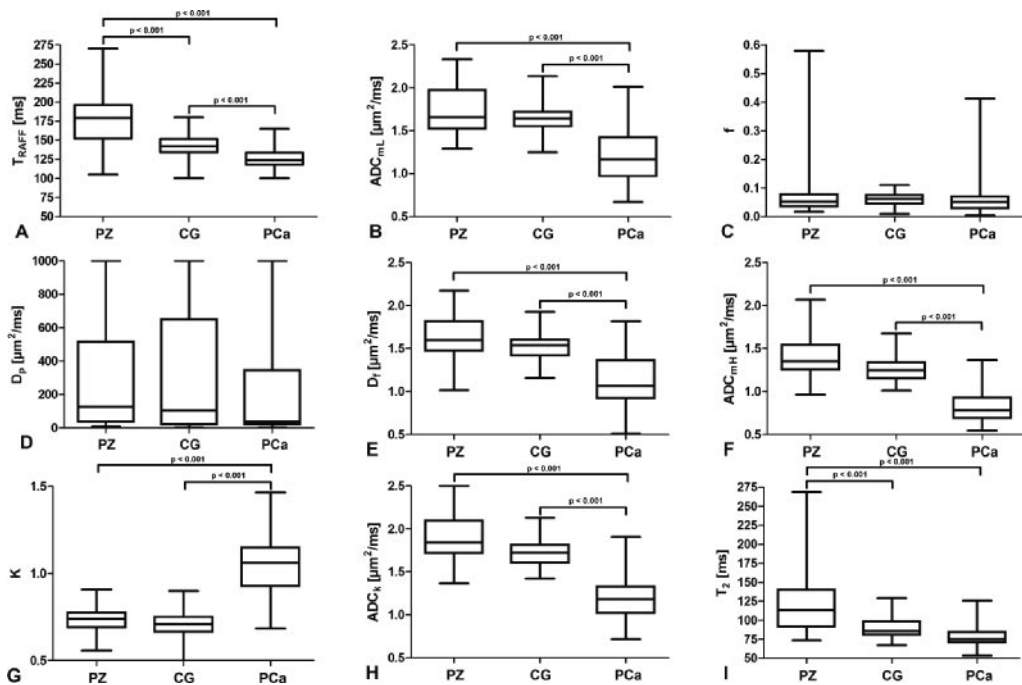 p < 0.001
p < 0.001
p < 0.001
T_RAFF [ms]
275
250
225
200
175
150
125
100
75
50
A
PZ
CG
PCa
p < 0.001
p < 0.001
ADC_mL [µm²/ms]
2.5
2.0
1.5
1.0
0.5
B
PZ
CG
PCa
f
0.6
0.5
0.4
0.3
0.2
0.1
0.0
C
PZ
CG
PCa
D_p [µm²/ms]
1000
800
600
400
200
0
D
PZ
CG
PCa
p < 0.001
p < 0.001
D_f [µm²/ms]
2.5
2.0
1.5
1.0
0.5
E
PZ
CG
PCa
p < 0.001
p < 0.001
ADC_mH [µm²/ms]
2.5
2.0
1.5
1.0
0.5
F
PZ
CG
PCa
p < 0.001
p < 0.001
K
1.5
1.0
0.5
G
PZ
CG
PCa
p < 0.001
p < 0.001
ADC_k [µm²/ms]
2.5
2.0
1.5
1.0
0.5
H
PZ
CG
PCa
p < 0.001
p < 0.001
T_2 [ms]
275
250
225
200
175
150
125
100
75
50
I
PZ
CG
PCa